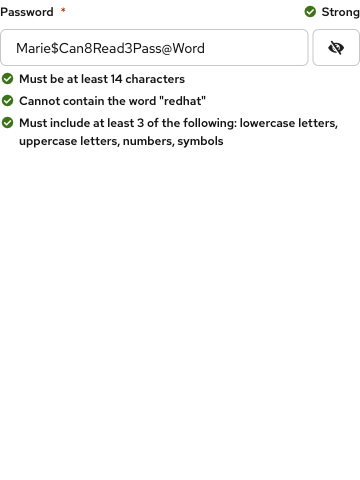 Password * Strong
Marie$Can8Read3Pass@Word
Must be at least 14 characters
Cannot contain the word "redhat"
Must include at least 3 of the following: lowercase letters,
uppercase letters, numbers, symbols